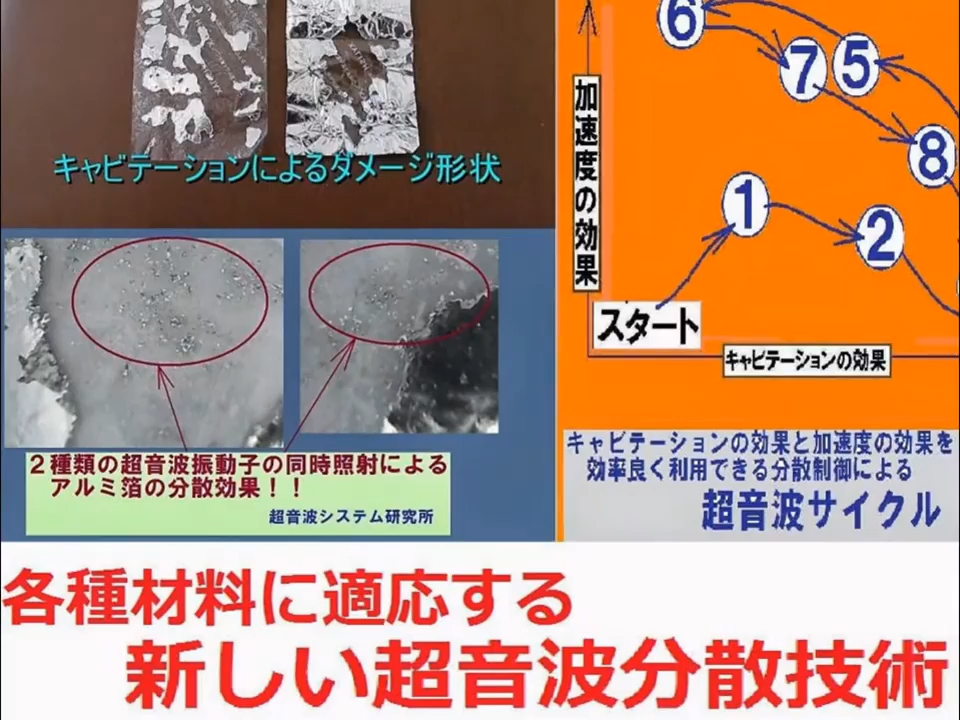 キャビテーションによるダメージ形状
2種類の超音波振動子の同時照射による
アルミ箔の分散効果！！
超音波システム研究所
加速度の効果
6
7
5
8
1
2
スタート
キャビテーションの効果
キャビテーションの効果と加速度の効果を
効率良く利用できる分散制御による
超音波サイクル
各種材料に適応する
新しい超音波分散技術